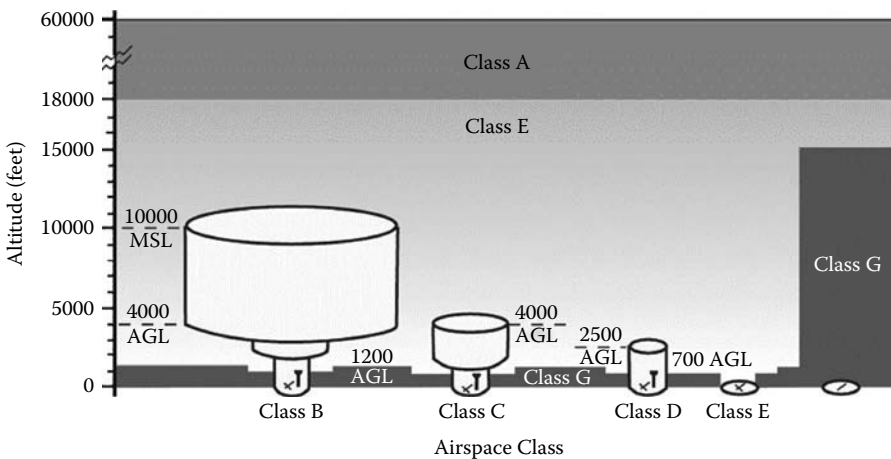 60000
Class A
18000
Class E
15000
Altitude (feet)
10000
10000
MSL
Class G
5000
4000
AGL
4000
AGL
2500
AGL
700 AGL
1200
AGL
Class G
0
Class B
Class C
Class D
Class E
Airspace Class